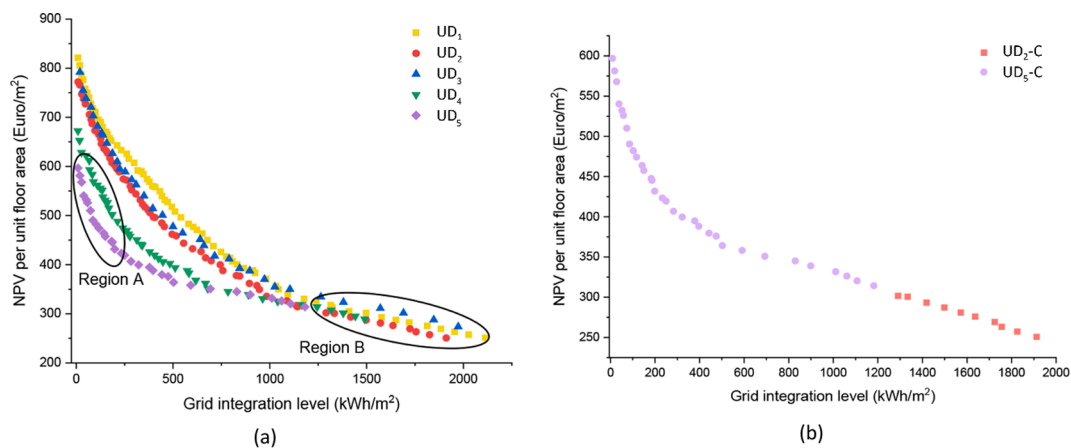 NPV per unit floor area (Euro/m²)
900
800
700
600
500
400
300
200
0
500
1000
1500
2000
Grid integration level (kWh/m²)
UD₁
UD₂
UD₃
UD₄
UD₅
Region A
Region B
(a)
NPV per unit floor area (Euro/m²)
600
550
500
450
400
350
300
250
0
200
400
600
800
1000
1200
1400
1600
1800
2000
Grid integration level (kWh/m²)
UD₂-C
UD₅-C
(b)